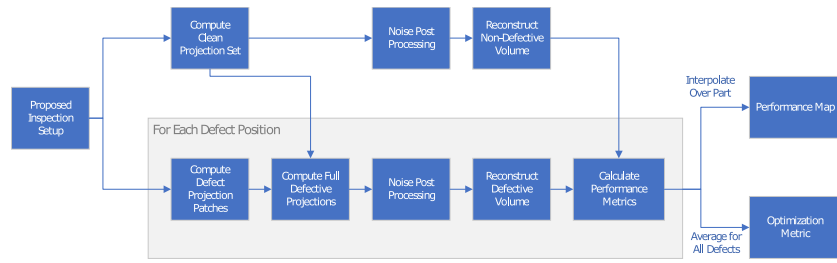 Proposed
Inspection
Setup
Compute
Clean
Projection Set
Noise Post
Processing
Reconstruct
Non-Defective
Volume
For Each Defect Position
Compute
Defect
Projection
Patches
Compute Full
Defective
Projections
Noise Post
Processing
Reconstruct
Defective
Volume
Calculate
Performance
Metrics
Interpolate
Over Part
Performance Map
Average for
All Defects
Optimization
Metric